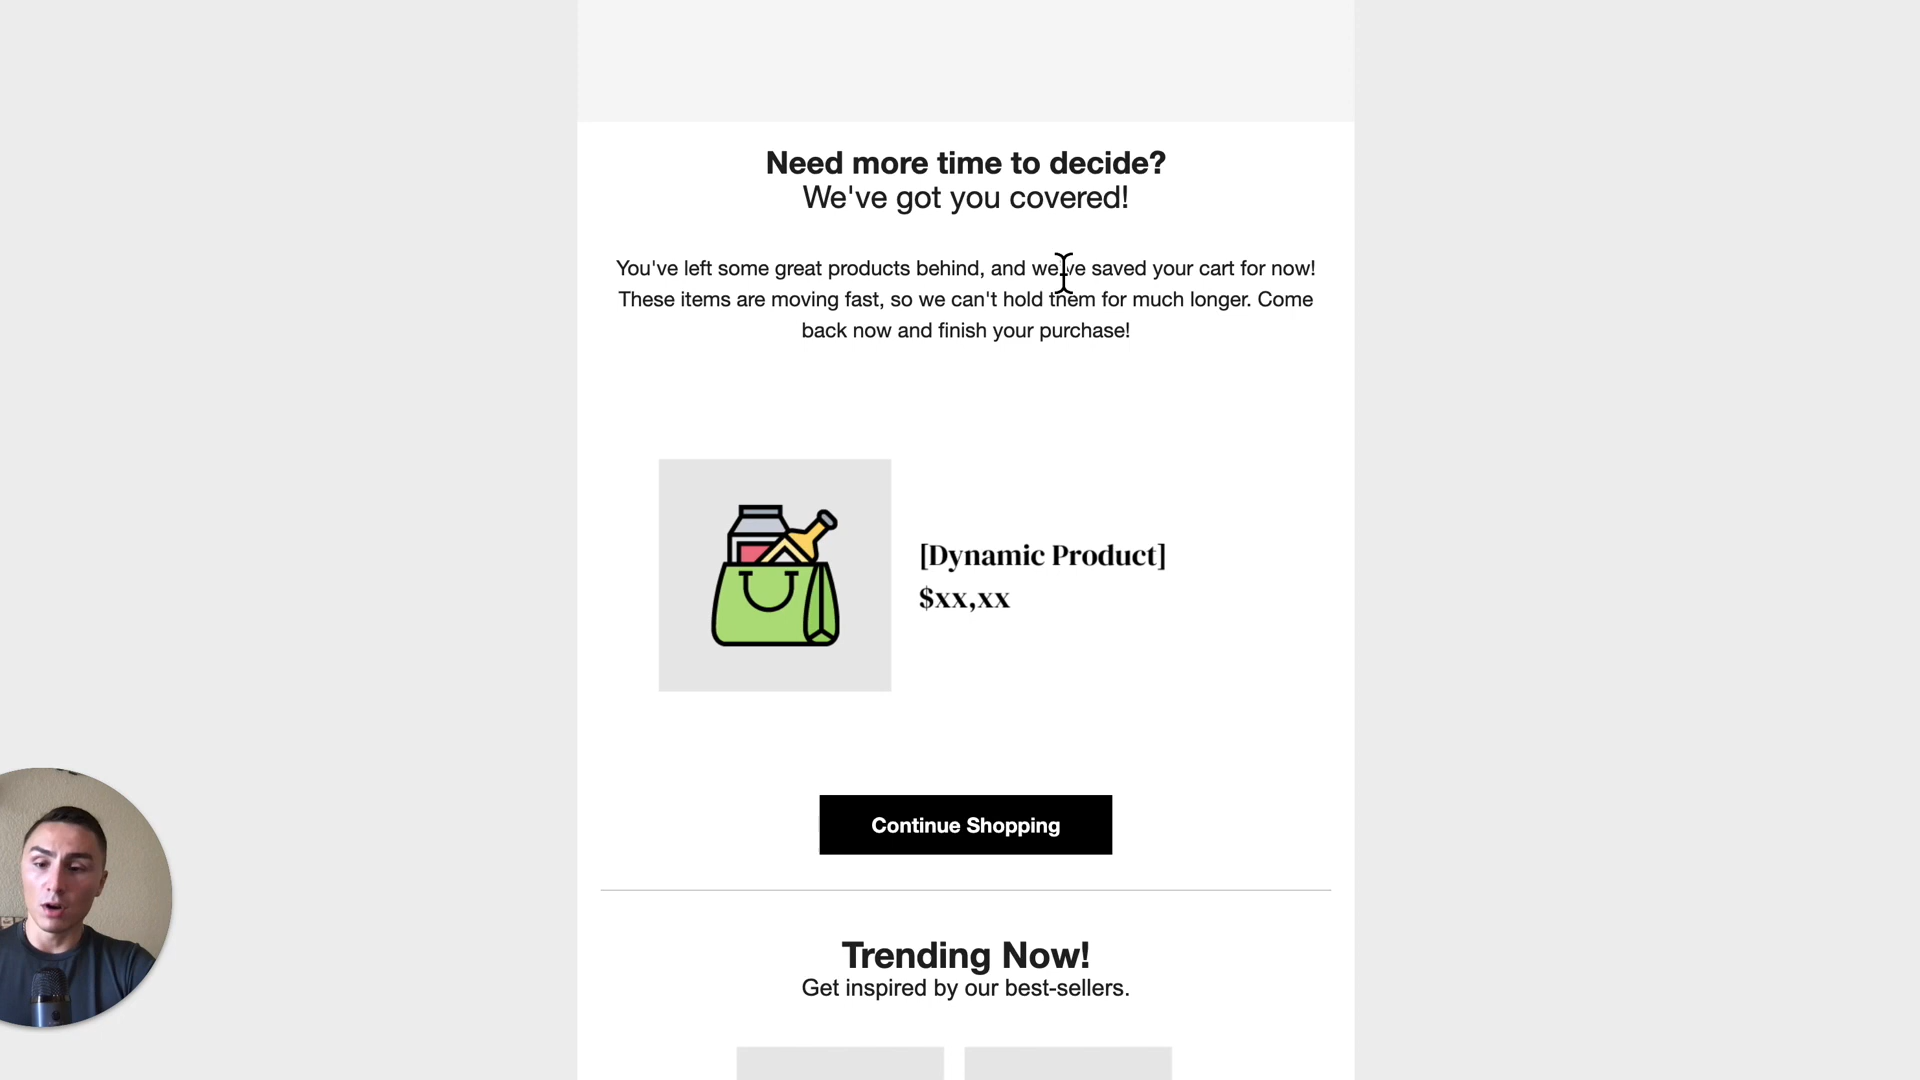 Need more time to decide?
We've got you covered!
You've left some great products behind, and we've saved your cart for now!
These items are moving fast, so we can't hold them for much longer. Come
back now and finish your purchase!
[Dynamic Product]
$xx,xx
Continue Shopping
Trending Now!
Get inspired by our best-sellers.